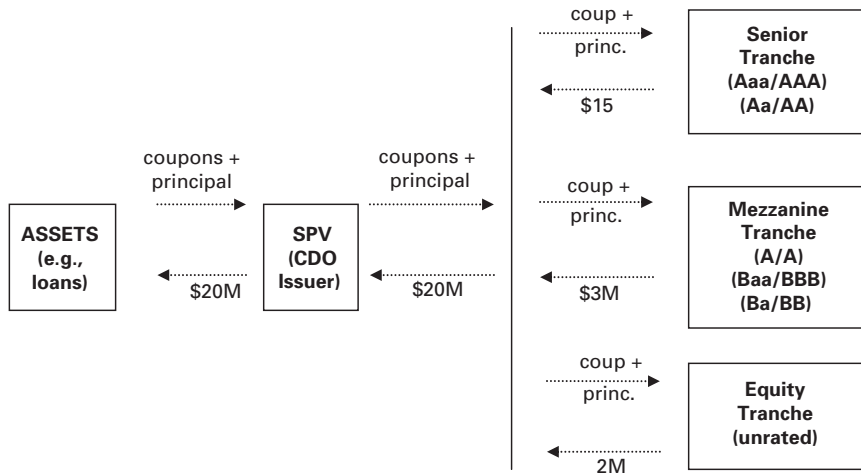 coupons +
principal
ASSETS
(e.g.,
loans)
$20M
SPV
(CDO
Issuer)
coupons +
principal
$20M
coup +
princ.
$15
Senior
Tranche
(Aaa/AAA)
(Aa/AA)
coup +
princ.
$3M
Mezzanine
Tranche
(A/A)
(Baa/BBB)
(Ba/BB)
coup +
princ.
2M
Equity
Tranche
(unrated)